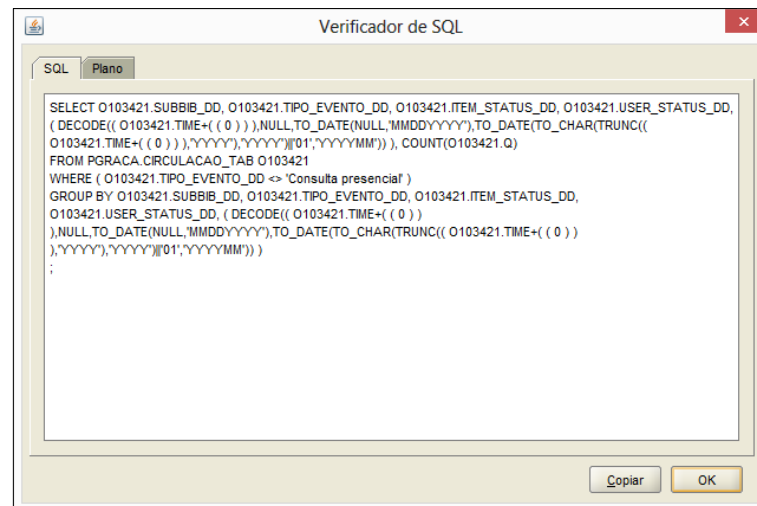 Verificador de SQL
SQL
Plano
SELECT O103421.SUBBIB_DD, O103421.TIPO_EVENTO_DD, O103421.ITEM_STATUS_DD, O103421.USER_STATUS_DD,
( DECODE(( O103421.TIME+( ( 0 ) ) ),NULL,TO_DATE(NULL,'MMDDYYYY'),TO_DATE(TO_CHAR(TRUNC((
O103421.TIME+( ( 0 ) ) ),'YYYY'),'YYYY')||'01','YYYYMM')) ), COUNT(O103421.Q)
FROM PGRACA.CIRCULACAO_TAB O103421
WHERE ( O103421.TIPO_EVENTO_DD <> 'Consulta presencial' )
GROUP BY O103421.SUBBIB_DD, O103421.TIPO_EVENTO_DD, O103421.ITEM_STATUS_DD,
O103421.USER_STATUS_DD, ( DECODE(( O103421.TIME+( ( 0 ) )
),NULL,TO_DATE(NULL,'MMDDYYYY'),TO_DATE(TO_CHAR(TRUNC(( O103421.TIME+( ( 0 ) )
),'YYYY'),'YYYY')||'01','YYYYMM')) )
;
Copiar
OK